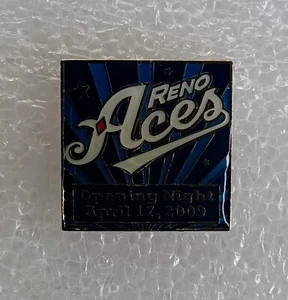 RENO
Aces
Opening Night
April 17, 2009